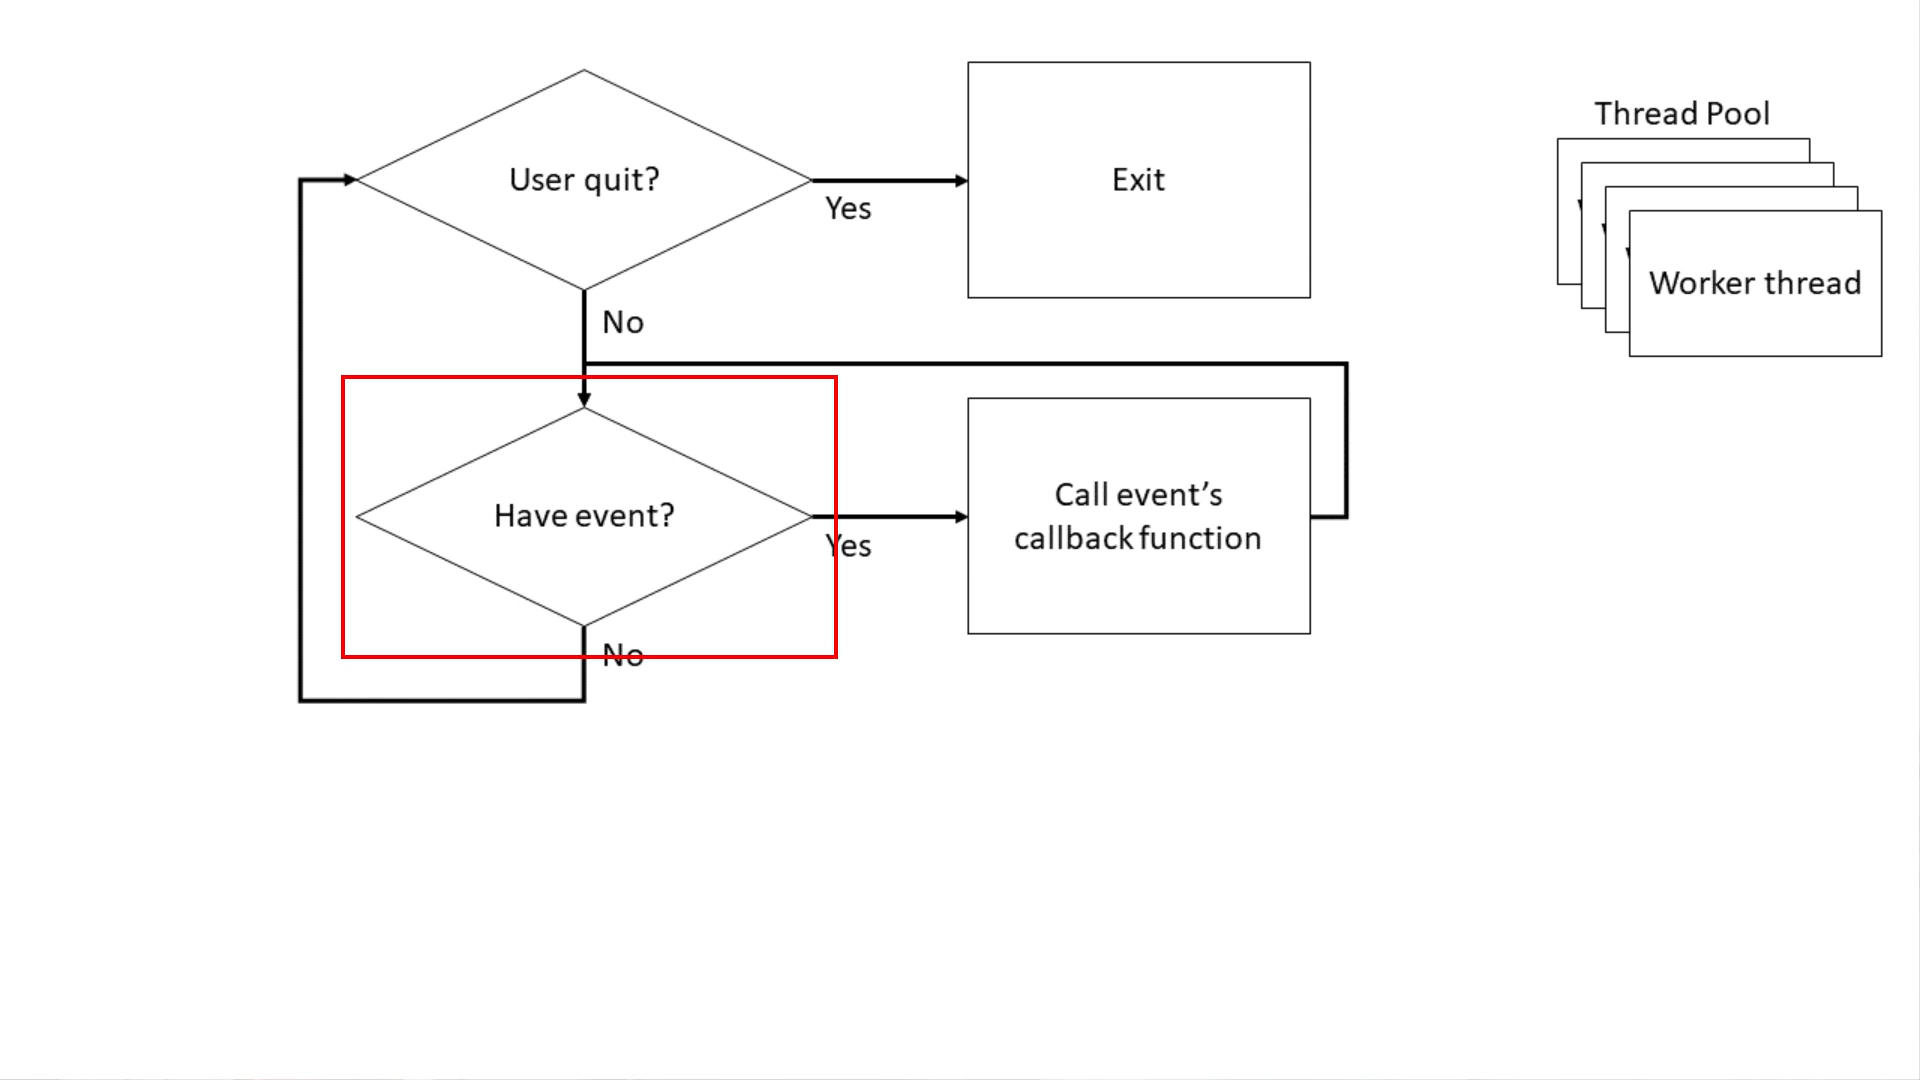 User quit?
Yes
Exit
No
Thread Pool
Worker thread
Have event?
Yes
Call event’s
callback function
No